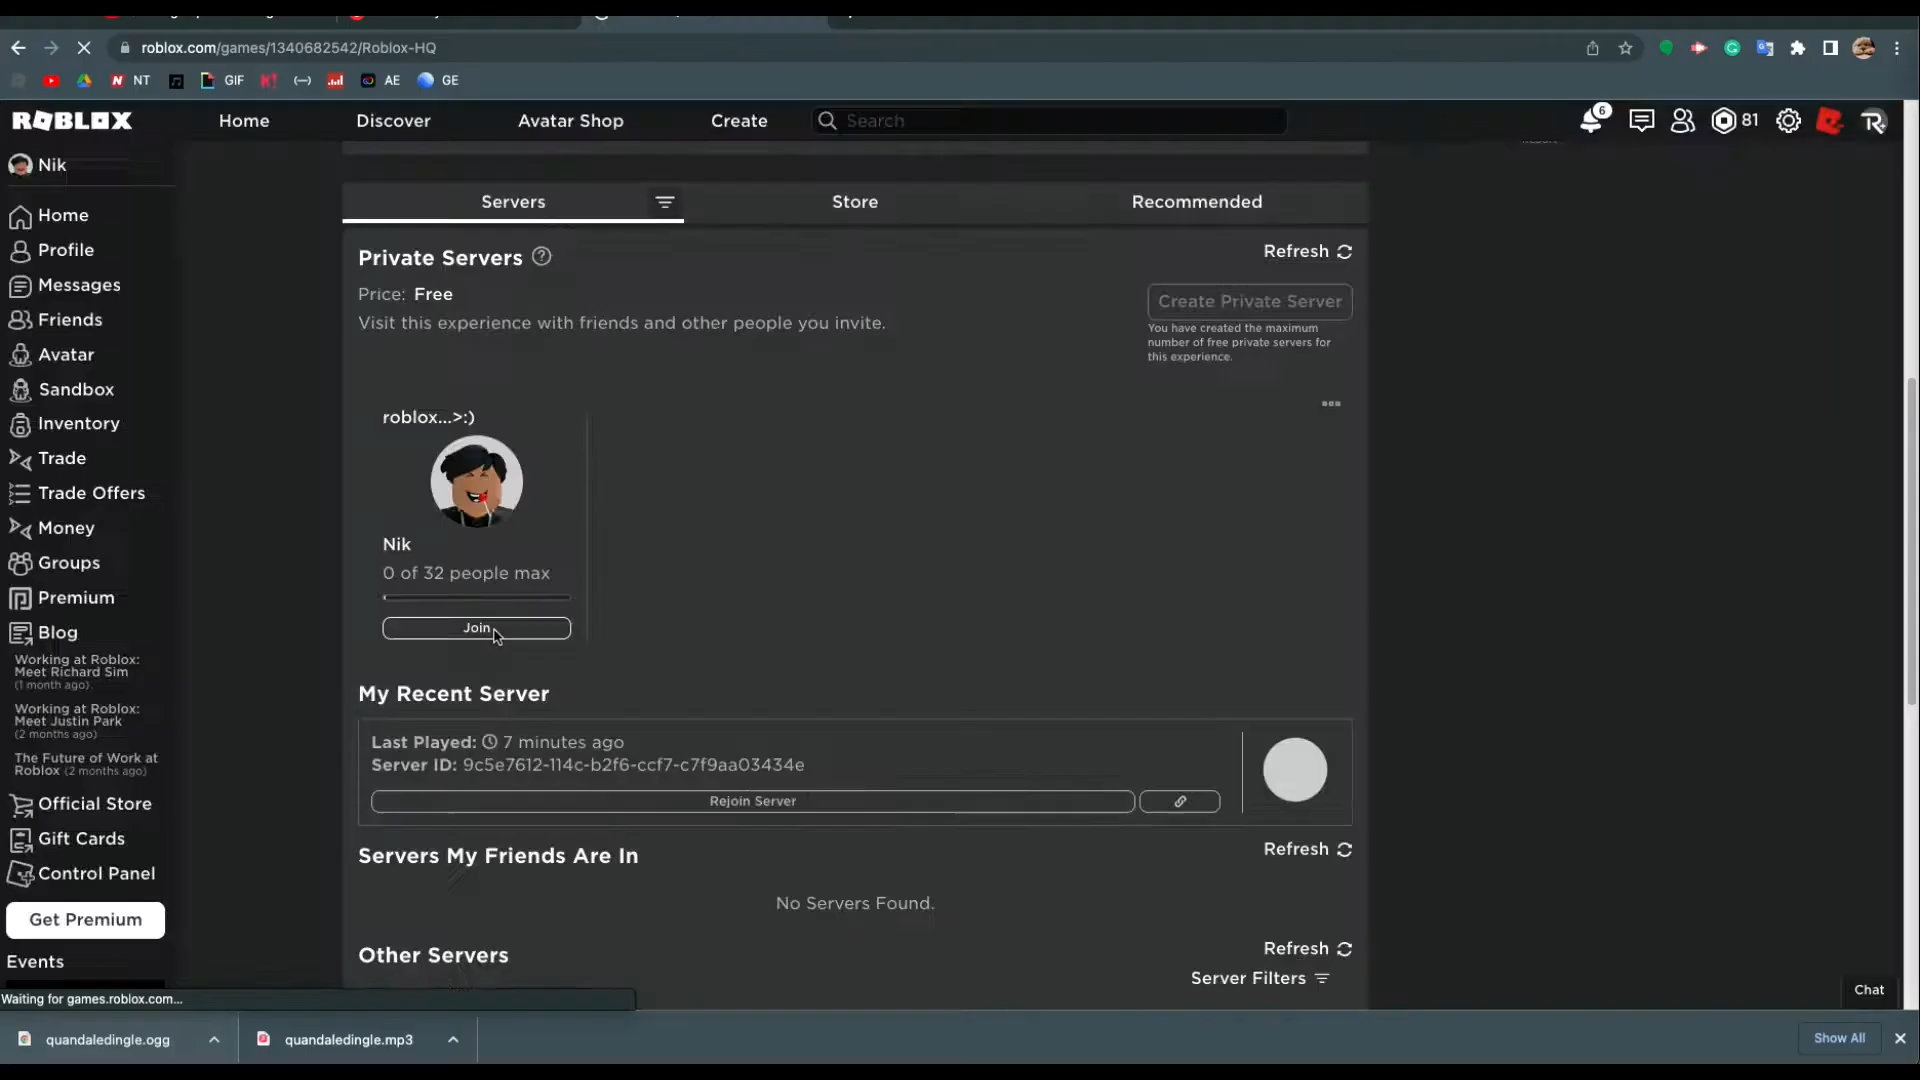 roblox.com/games/1340682542/Roblox-HQ
NT
GIF
AE
GE
ROBLOX
Home
Discover
Avatar Shop
Create
Search
6
81
Nik
Home
Profile
Messages
Friends
Avatar
Sandbox
Inventory
Trade
Trade Offers
Money
Groups
Premium
Blog
Working at Roblox:
Meet Richard Sim
(1 month ago)
Working at Roblox:
Meet Justin Park
(2 months ago)
The Future of Work at
Roblox (2 months ago)
Official Store
Gift Cards
Control Panel
Get Premium
Events
Servers
Store
Recommended
Private Servers
Refresh
Price: Free
Visit this experience with friends and other people you invite.
Create Private Server
You have created the maximum
number of free private servers for
this experience.
roblox...>:)
Nik
0 of 32 people max
Join
My Recent Server
Last Played: 7 minutes ago
Server ID: 9c5e7612-114c-b2f6-ccf7-c7f9aa03434e
Rejoin Server
Servers My Friends Are In
Refresh
No Servers Found.
Other Servers
Refresh
Server Filters
Chat
Waiting for games.roblox.com...
quandaledingle.ogg
quandaledingle.mp3
Show All